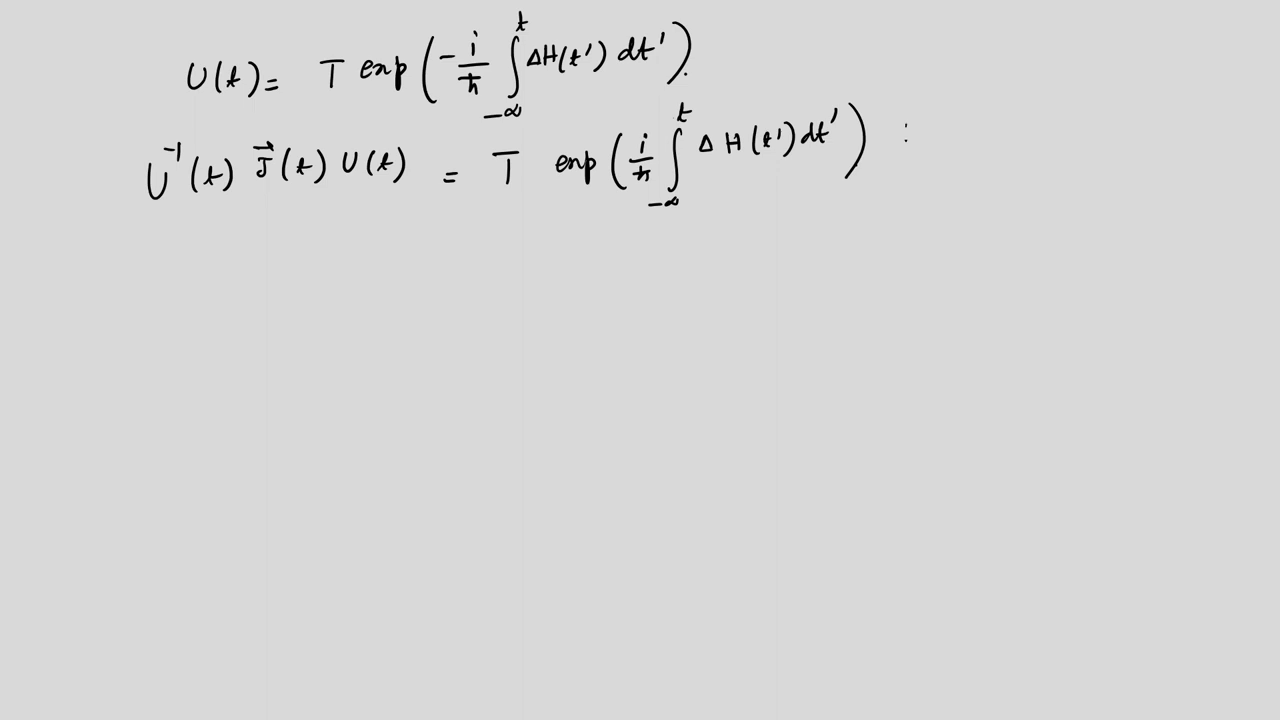 U(t) = T exp(-i/ħ ∫_{-∞}^{t} ΔH(t') dt').
U⁻¹(t) J⃗(t) U(t) = T exp(i/ħ ∫_{-∞}^{t} ΔH(t') dt') :